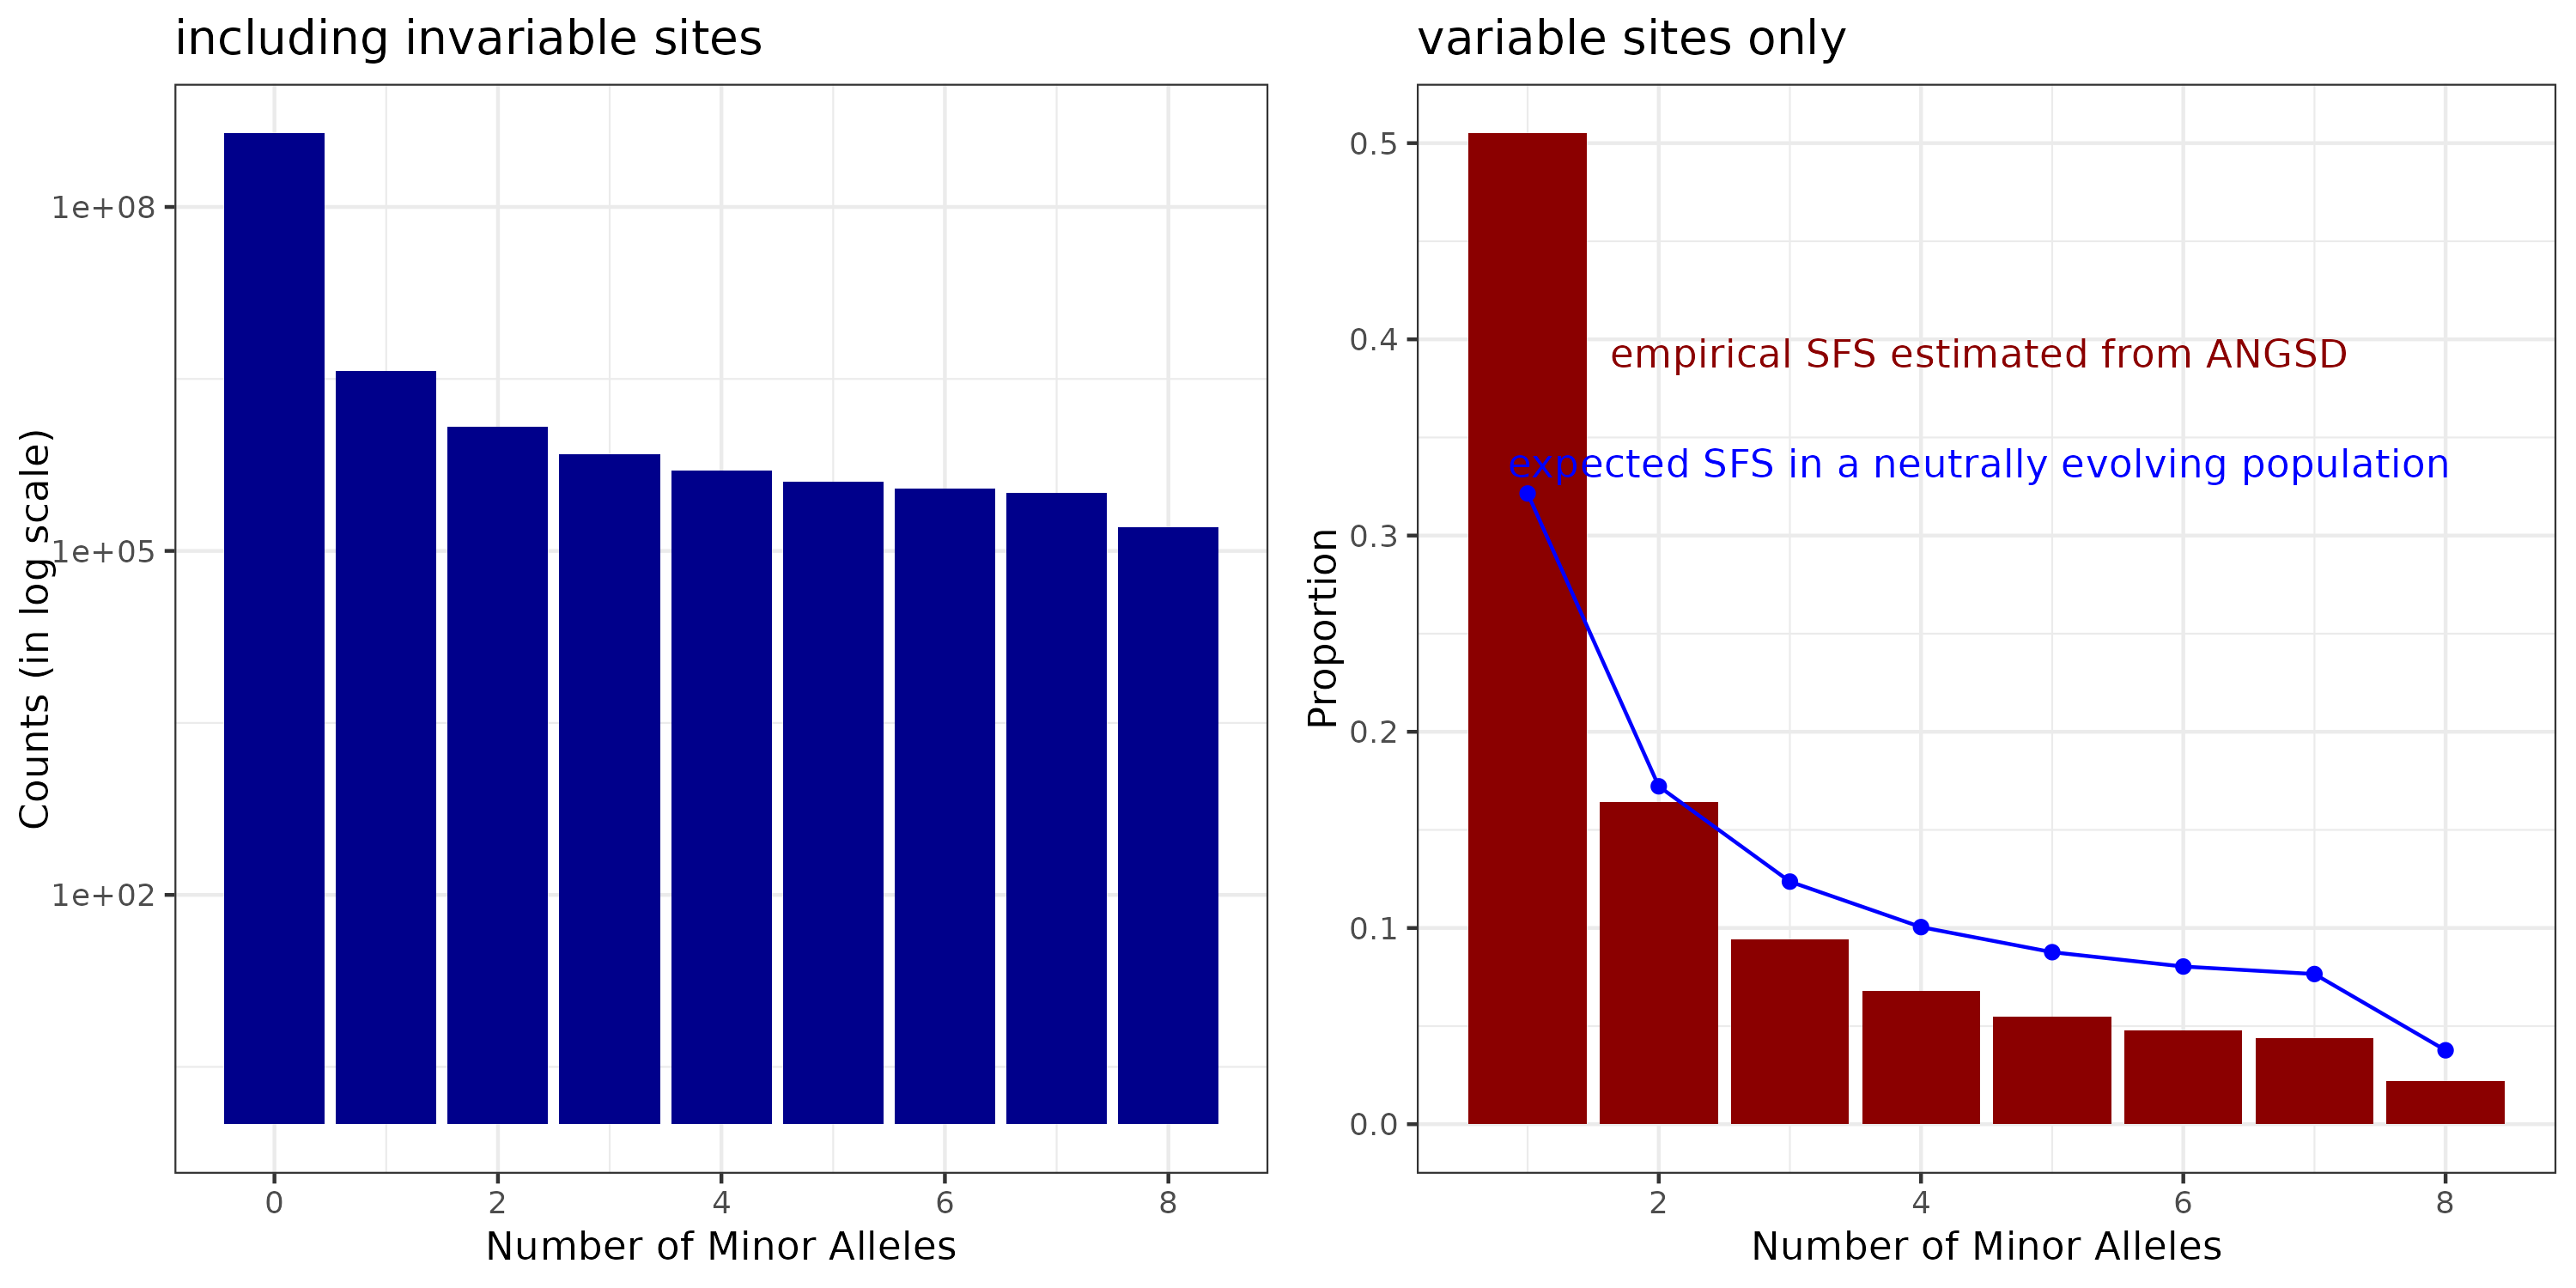 including invariable sites
Counts (in log scale)
1e+08
1e+05
1e+02
0 2 4 6 8
Number of Minor Alleles
variable sites only
Proportion
0.5
0.4
0.3
0.2
0.1
0.0
empirical SFS estimated from ANGSD
expected SFS in a neutrally evolving population
2 4 6 8
Number of Minor Alleles